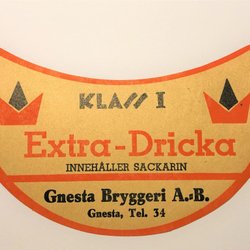 KLASS I
Extra-Dricka
INNEHÅLLER SACKARIN
Gnesta Bryggeri A.-B.
Gnesta, Tel. 34